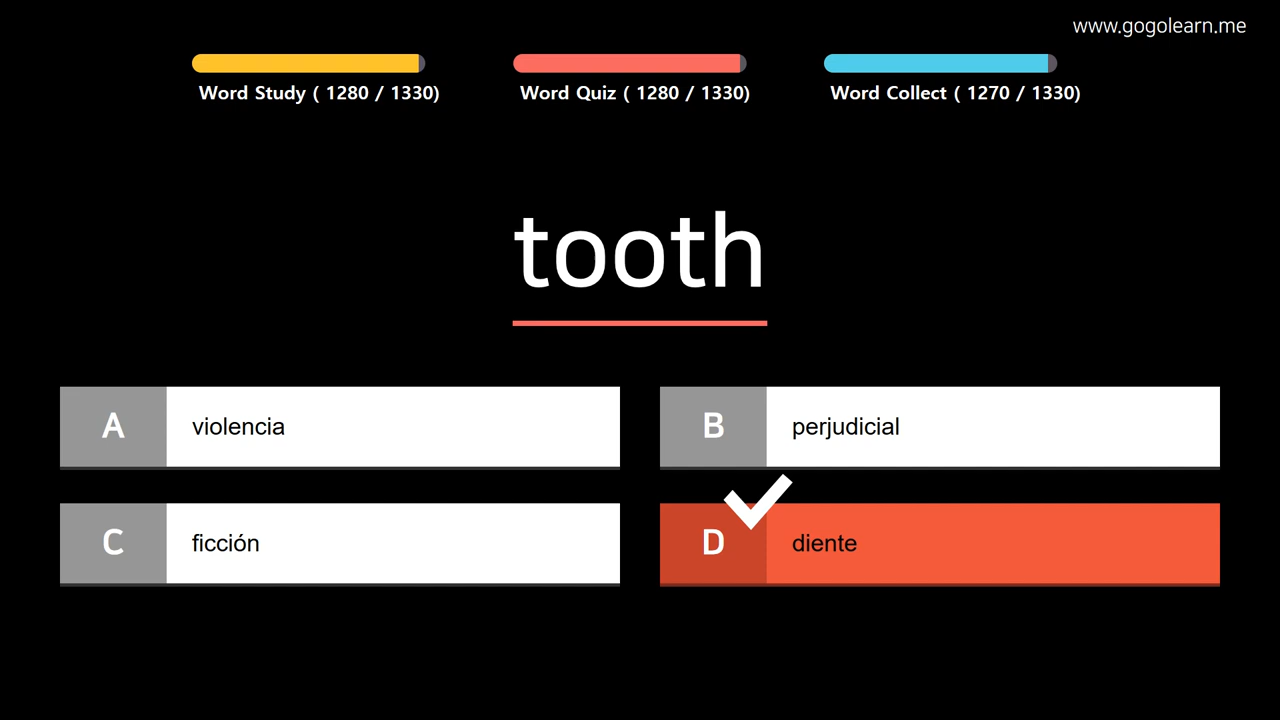 www.gogolearn.me
Word Study ( 1280 / 1330)
Word Quiz ( 1280 / 1330)
Word Collect ( 1270 / 1330)
tooth
A violencia
B perjudicial
C ficción
D diente